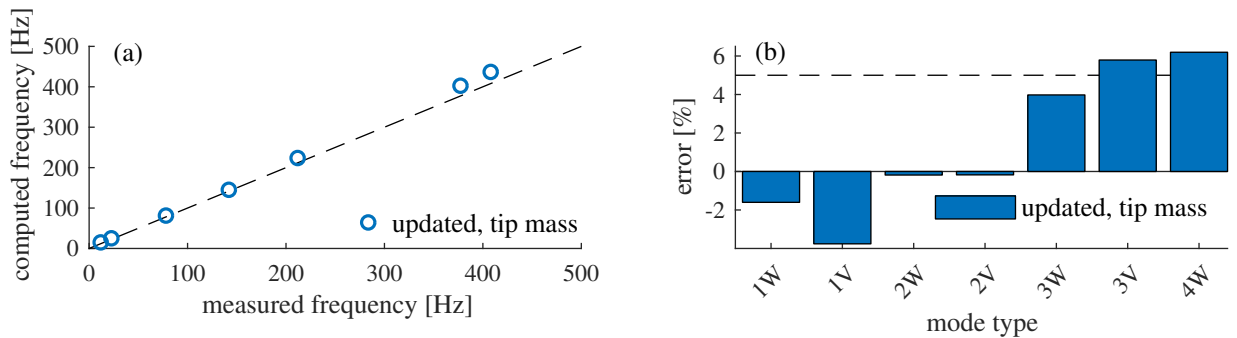 (a)
computed frequency [Hz]
500
400
300
200
100
0
0 100 200 300 400 500
measured frequency [Hz]
updated, tip mass
(b)
error [%]
6
4
2
0
-2
updated, tip mass
1W 1V 2W 2V 3W 3V 4W
mode type